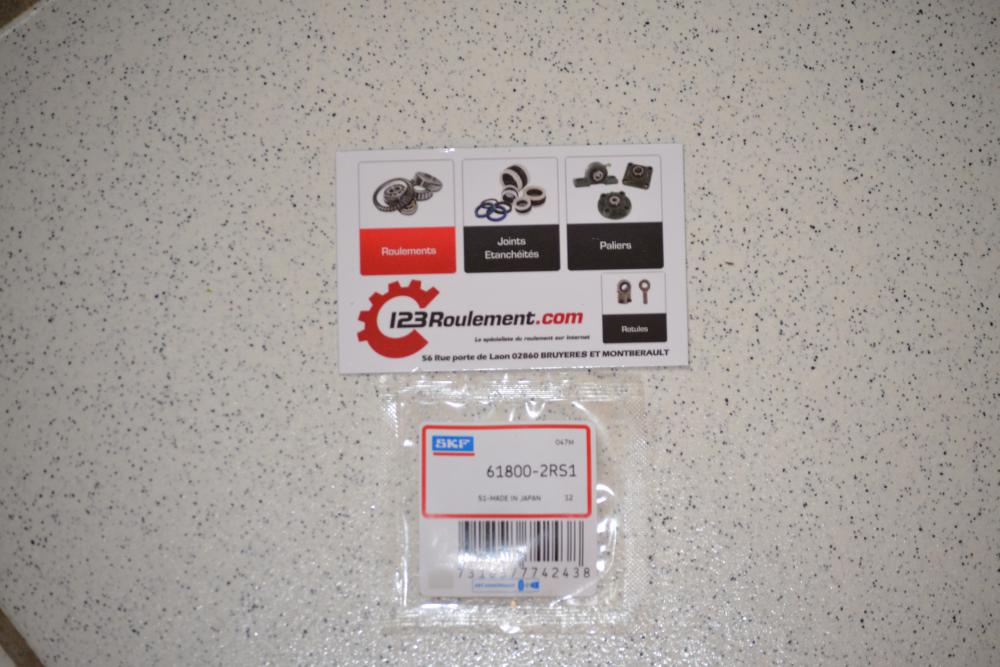 Roulements
Joints
Etanchéités
Paliers
Rotules
123Roulement.com
Le spécialiste du roulement sur internet
56 Rue porte de Laon 02860 BRUYERES ET MONTBERAULT
SKF
047M
61800-2RS1
S1-MADE IN JAPAN 12
7742438